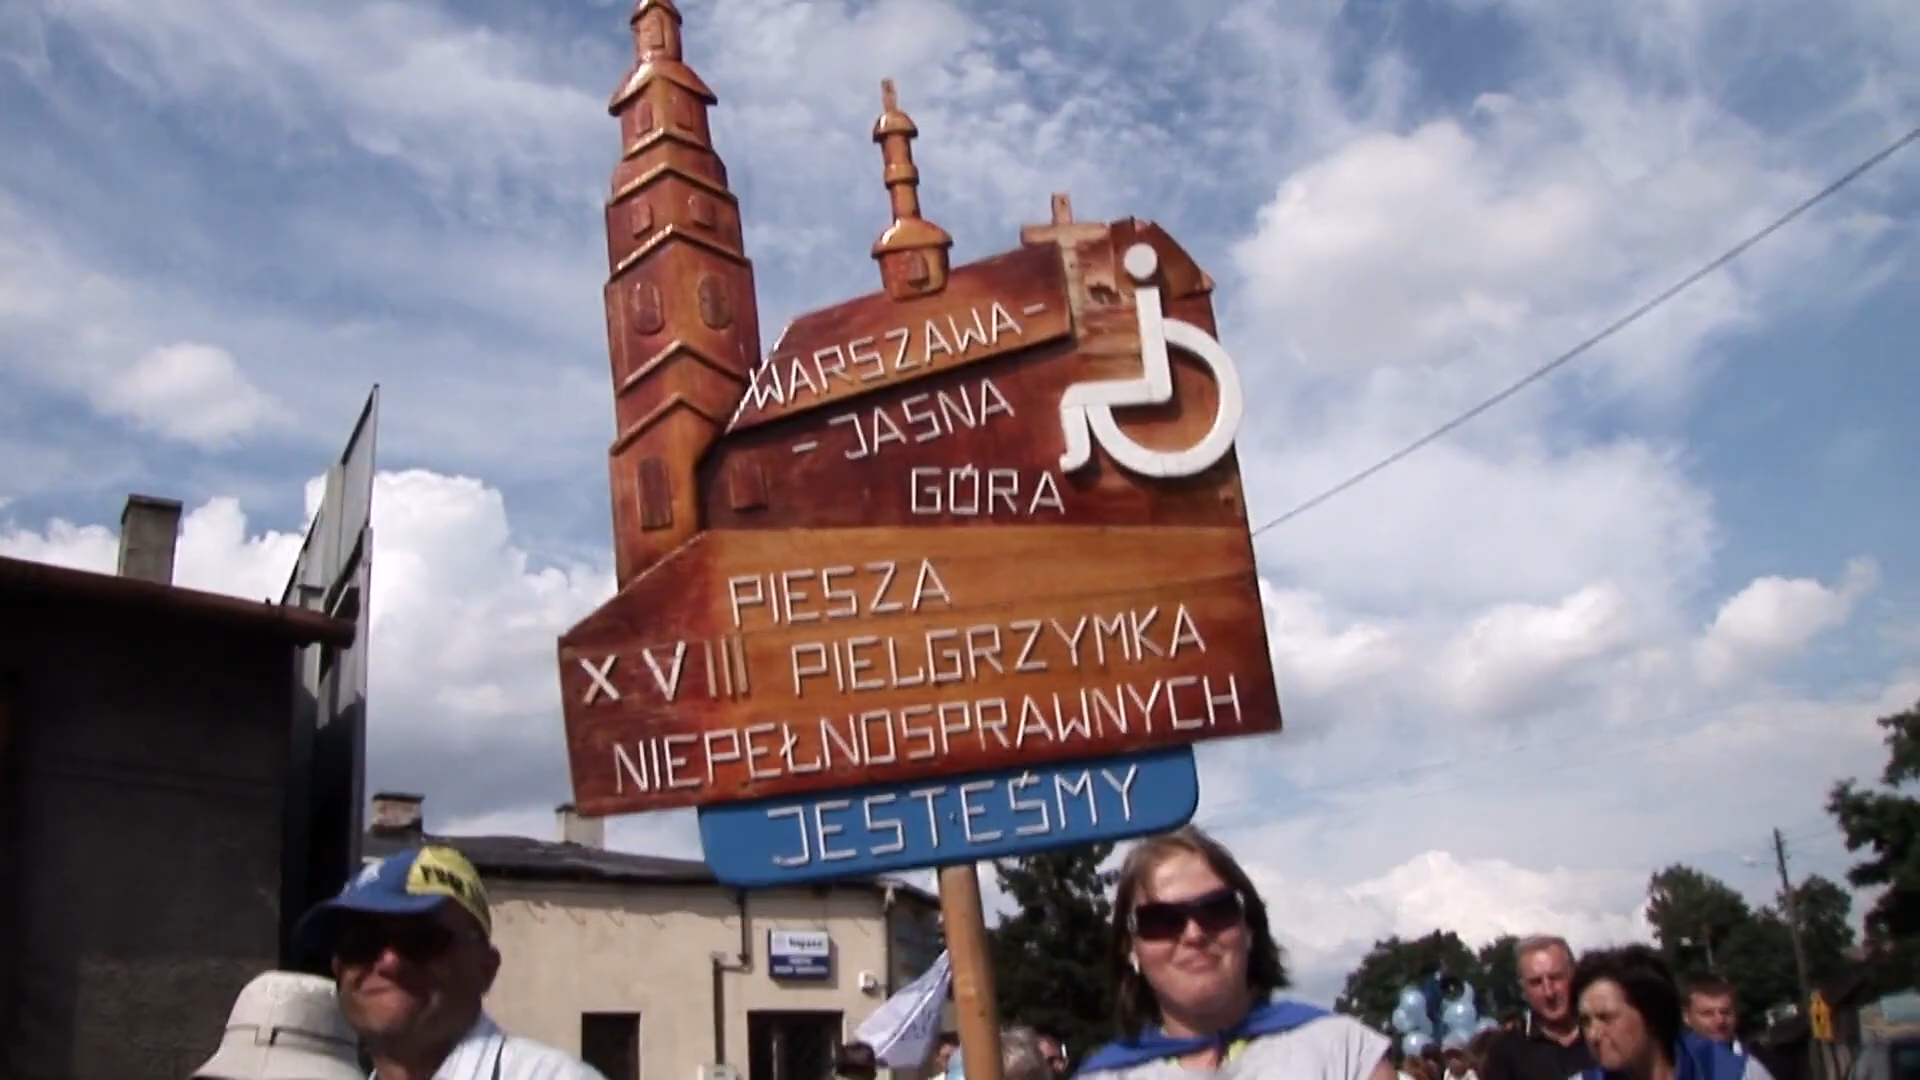 WARSZAWA-
-JASNA
GÓRA
PIESZA
XVIII PIELGRZYMKA
NIEPEŁNOSPRAWNYCH
JESTEŚMY